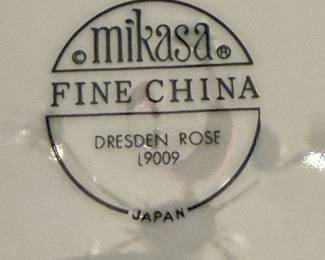 © mikasa ®
FINE CHINA
DRESDEN ROSE
L9009
JAPAN